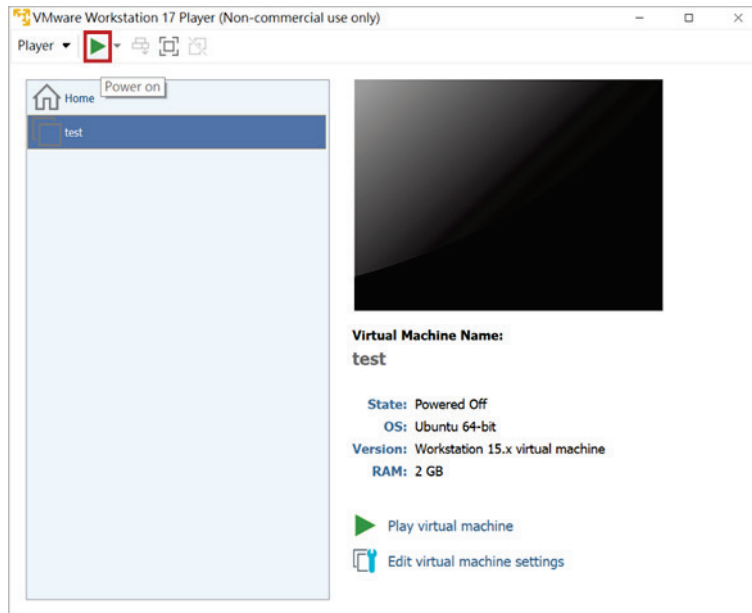 VMware Workstation 17 Player (Non-commercial use only)
Player
Power on
Home
test
Virtual Machine Name:
test
State: Powered Off
OS: Ubuntu 64-bit
Version: Workstation 15.x virtual machine
RAM: 2 GB
Play virtual machine
Edit virtual machine settings